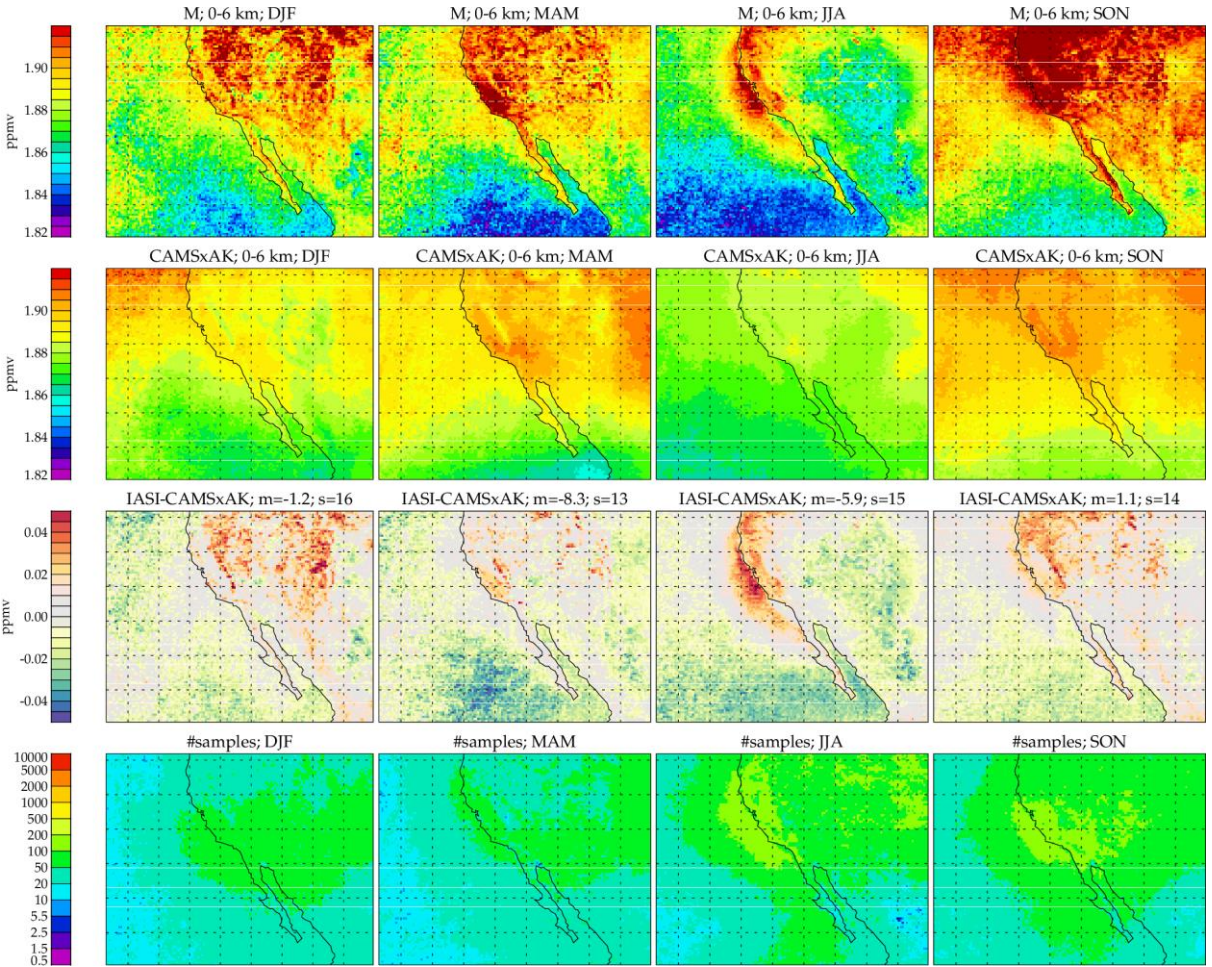 M; 0-6 km; DJF
M; 0-6 km; MAM
M; 0-6 km; JJA
M; 0-6 km; SON
1.90
1.88
1.86
1.84
1.82
ppmv
CAMSxAK; 0-6 km; DJF
CAMSxAK; 0-6 km; MAM
CAMSxAK; 0-6 km; JJA
CAMSxAK; 0-6 km; SON
1.90
1.88
1.86
1.84
1.82
ppmv
IASI-CAMSxAK; m=-1.2; s=16
IASI-CAMSxAK; m=-8.3; s=13
IASI-CAMSxAK; m=-5.9; s=15
IASI-CAMSxAK; m=1.1; s=14
0.04
0.02
0.00
-0.02
-0.04
ppmv
#samples; DJF
#samples; MAM
#samples; JJA
#samples; SON
10000
5000
2000
1000
500
200
100
50
20
10
5.5
2.5
1.5
0.5